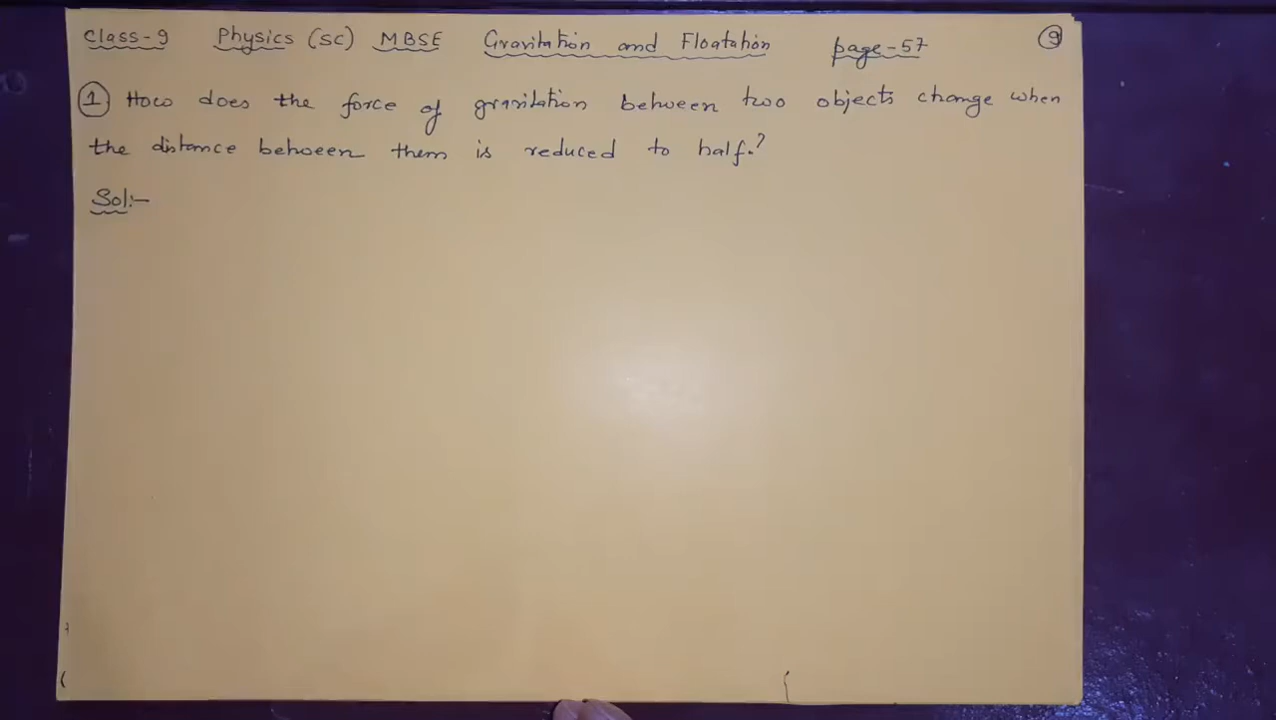 Class-9 Physics (SC) MBSE Gravitation and Floatation page-57 9
1 How does the force of gravitation between two objects change when
the distance between them is reduced to half.?
Sol:-